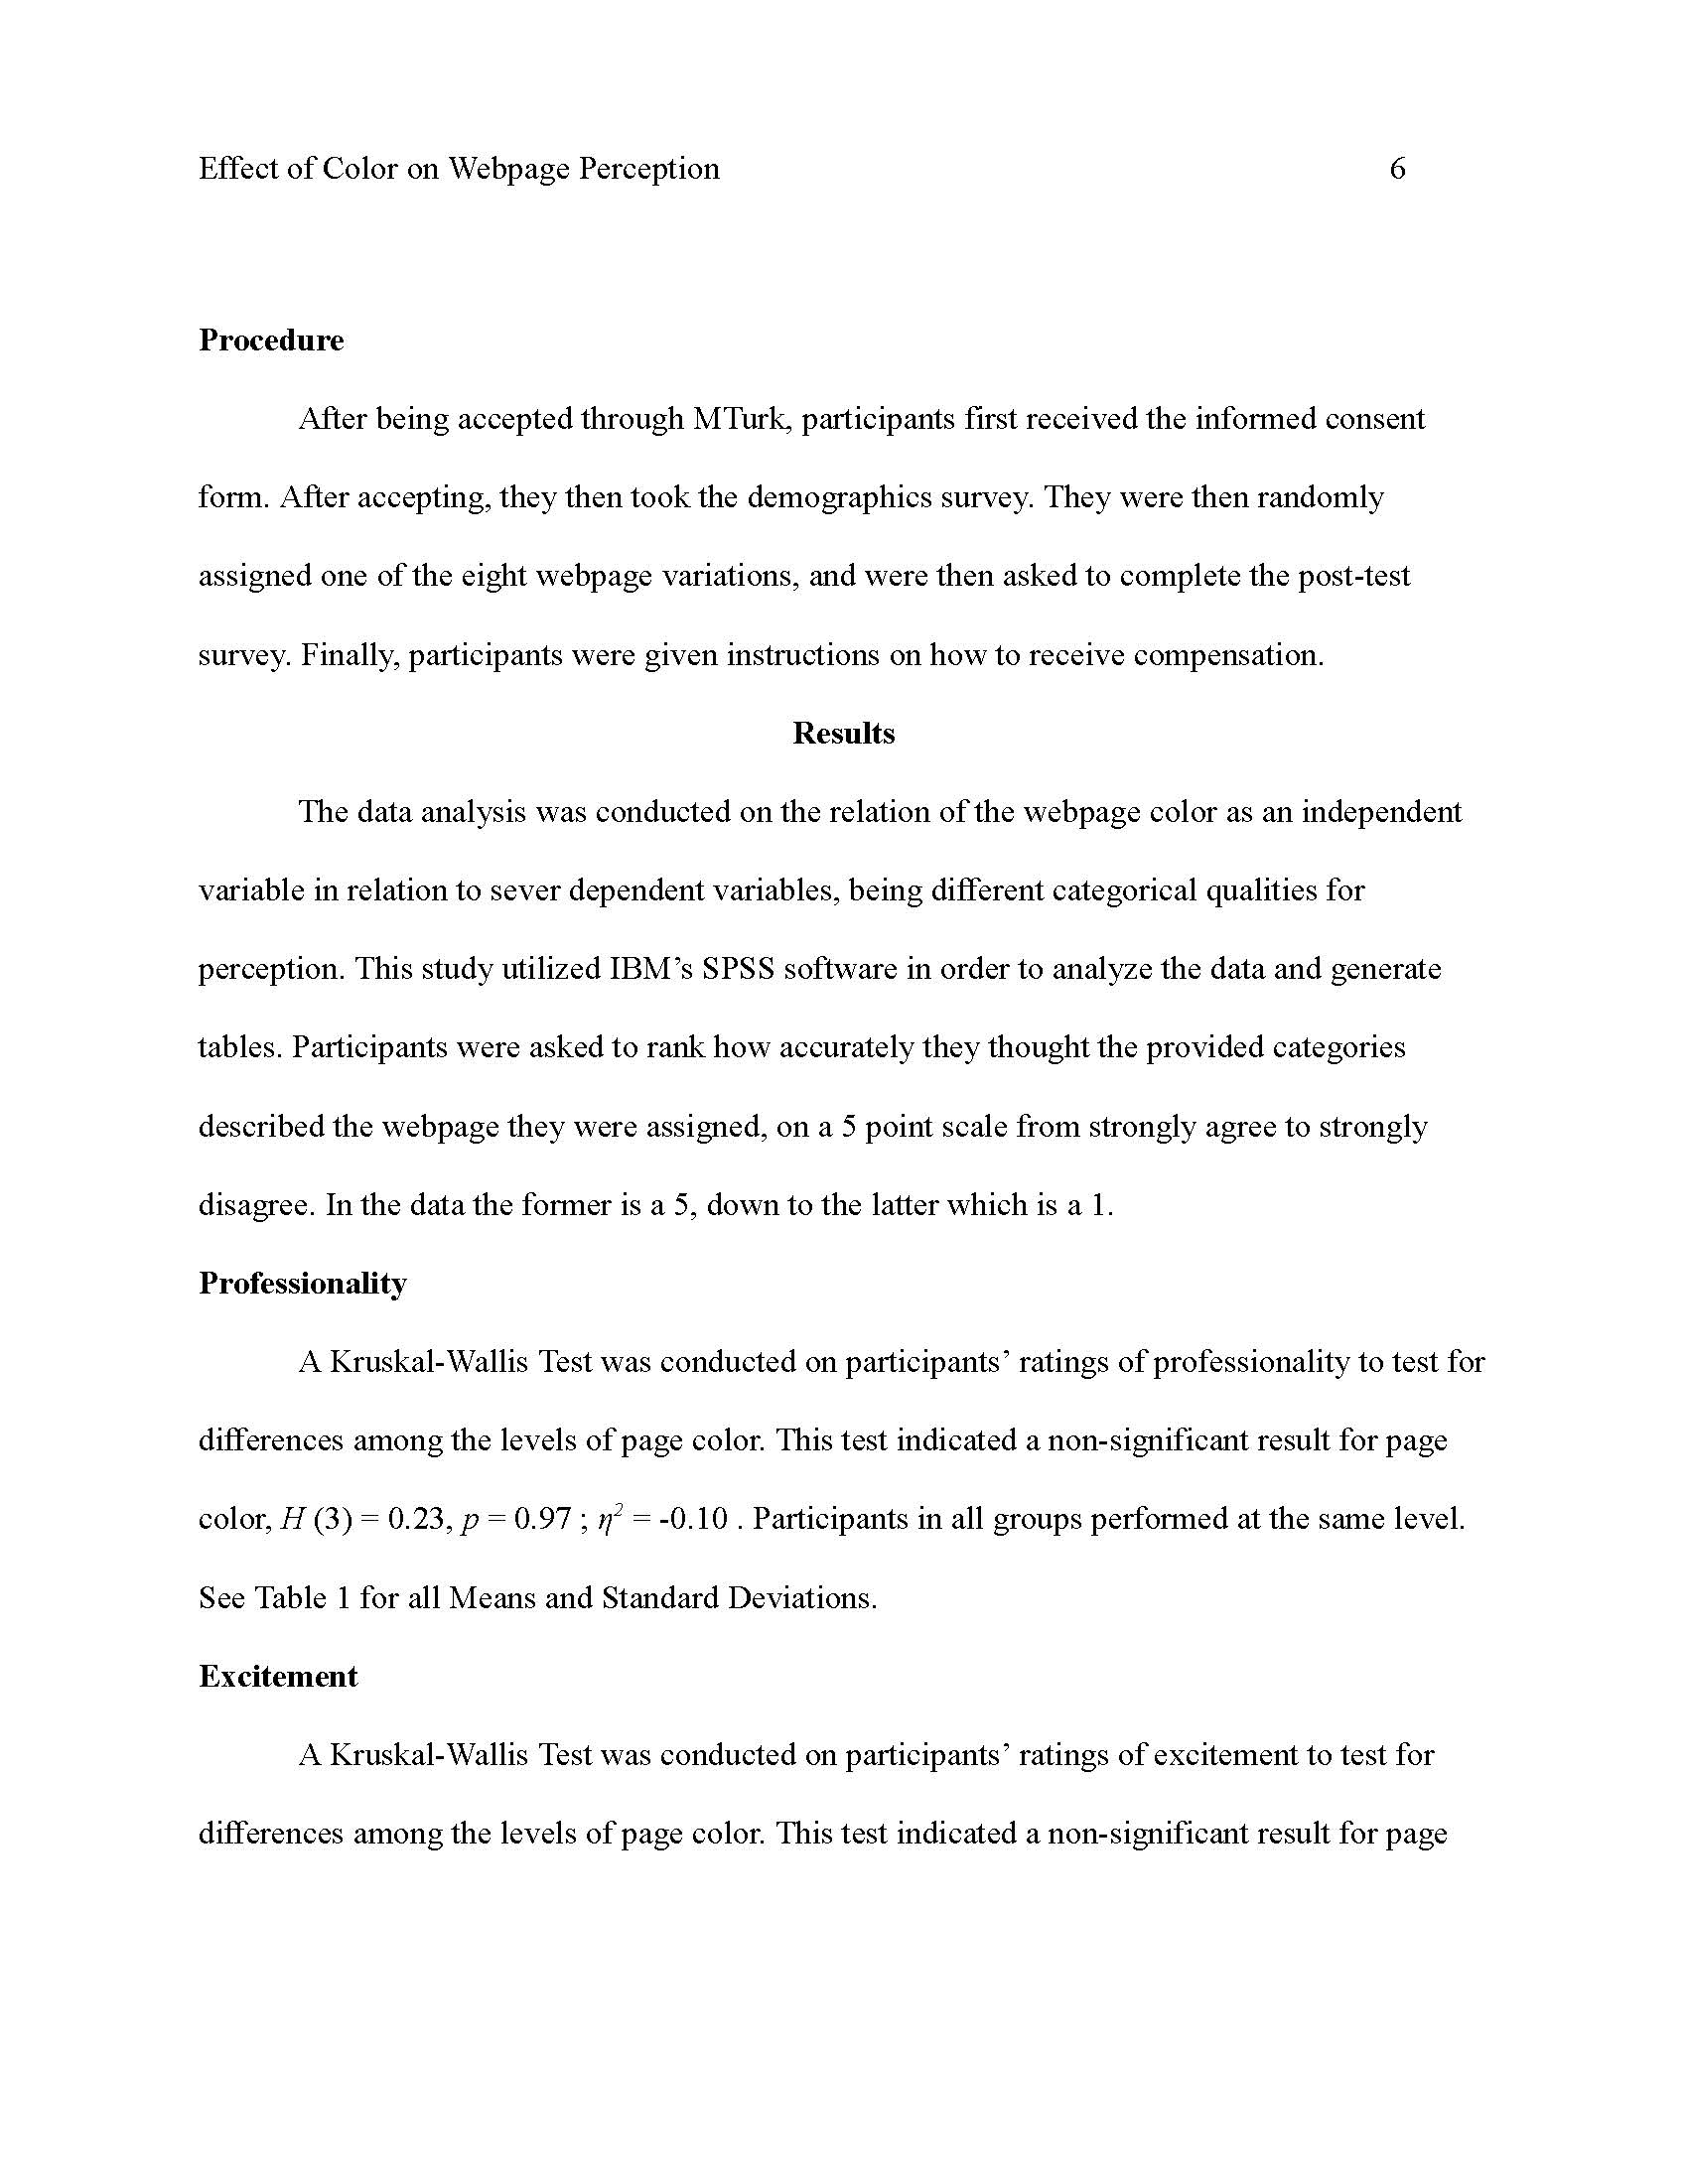 Effect of Color on Webpage Perception 6
Procedure
After being accepted through MTurk, participants first received the informed consent
form. After accepting, they then took the demographics survey. They were then randomly
assigned one of the eight webpage variations, and were then asked to complete the post-test
survey. Finally, participants were given instructions on how to receive compensation.
Results
The data analysis was conducted on the relation of the webpage color as an independent
variable in relation to sever dependent variables, being different categorical qualities for
perception. This study utilized IBM’s SPSS software in order to analyze the data and generate
tables. Participants were asked to rank how accurately they thought the provided categories
described the webpage they were assigned, on a 5 point scale from strongly agree to strongly
disagree. In the data the former is a 5, down to the latter which is a 1.
Professionality
A Kruskal-Wallis Test was conducted on participants’ ratings of professionality to test for
differences among the levels of page color. This test indicated a non-significant result for page
color, H (3) = 0.23, p = 0.97 ; η² = -0.10 . Participants in all groups performed at the same level.
See Table 1 for all Means and Standard Deviations.
Excitement
A Kruskal-Wallis Test was conducted on participants’ ratings of excitement to test for
differences among the levels of page color. This test indicated a non-significant result for page